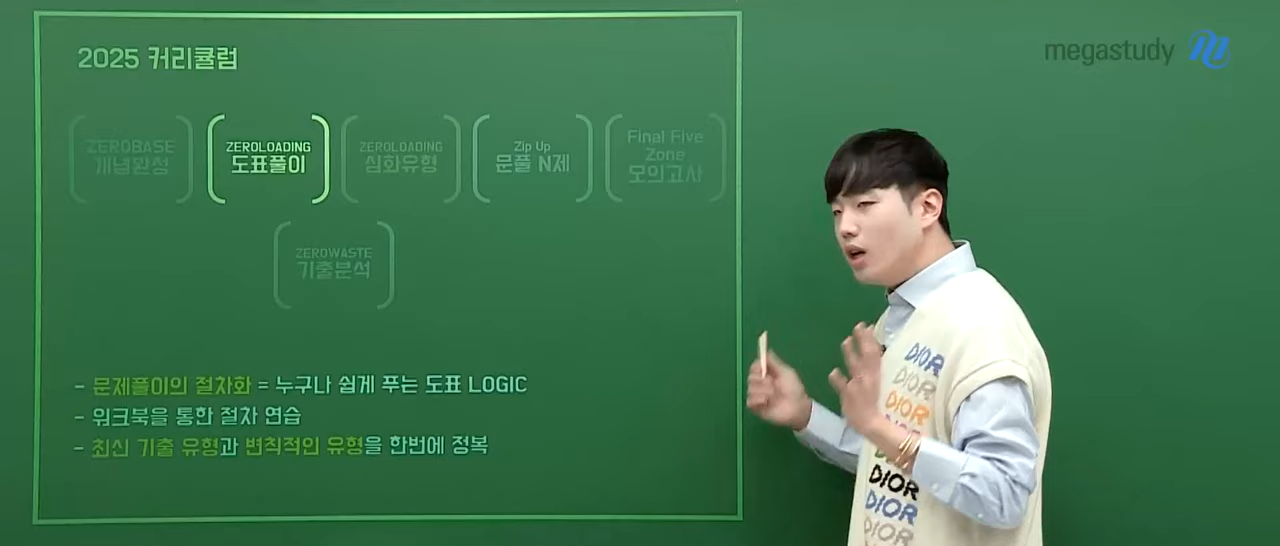 2025 커리큘럼
megastudy
ZEROBASE
개념완성
ZEROLOADING
도표풀이
ZEROLOADING
심화유형
Zip Up
문풀 N제
Final Five
Zone
모의고사
ZEROWASTE
기출분석
- 문제풀이의 절차화 = 누구나 쉽게 푸는 도표 LOGIC
- 워크북을 통한 절차 연습
- 최신 기출 유형과 변칙적인 유형을 한번에 정복
DIOR
DIOR
DIOR
DIOR
DIOR
DIOR